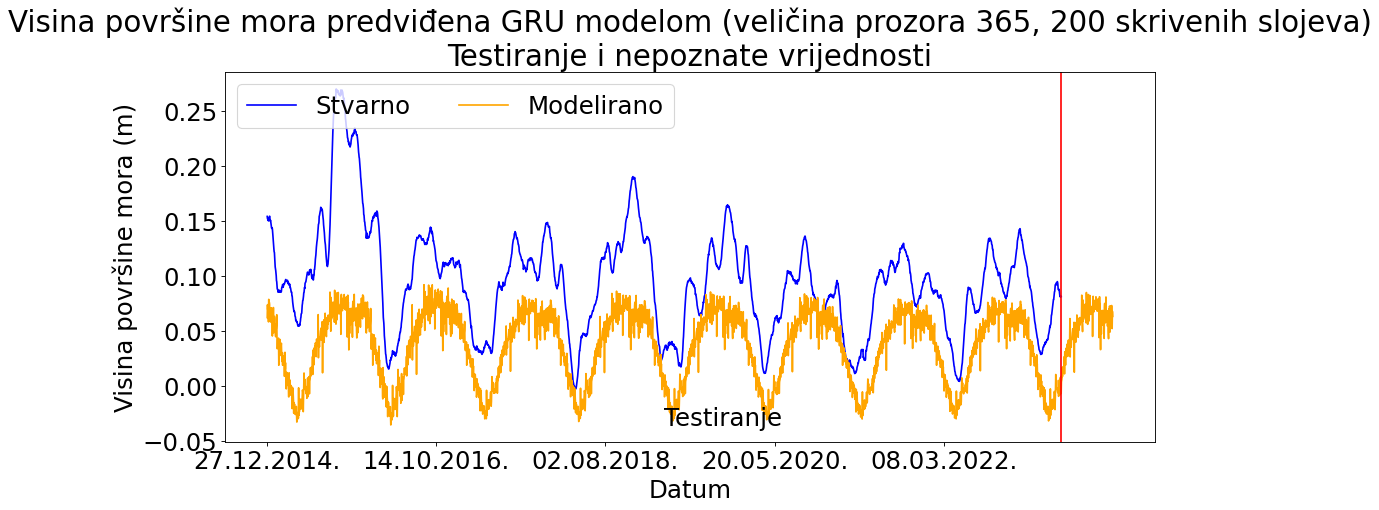 Visina površine mora predviđena GRU modelom (veličina prozora 365, 200 skrivenih slojeva)
Testiranje i nepoznate vrijednosti
Stvarno
Modelirano
Visina površine mora (m)
0.25
0.20
0.15
0.10
0.05
0.00
−0.05
Testiranje
27.12.2014.
14.10.2016.
02.08.2018.
20.05.2020.
08.03.2022.
Datum